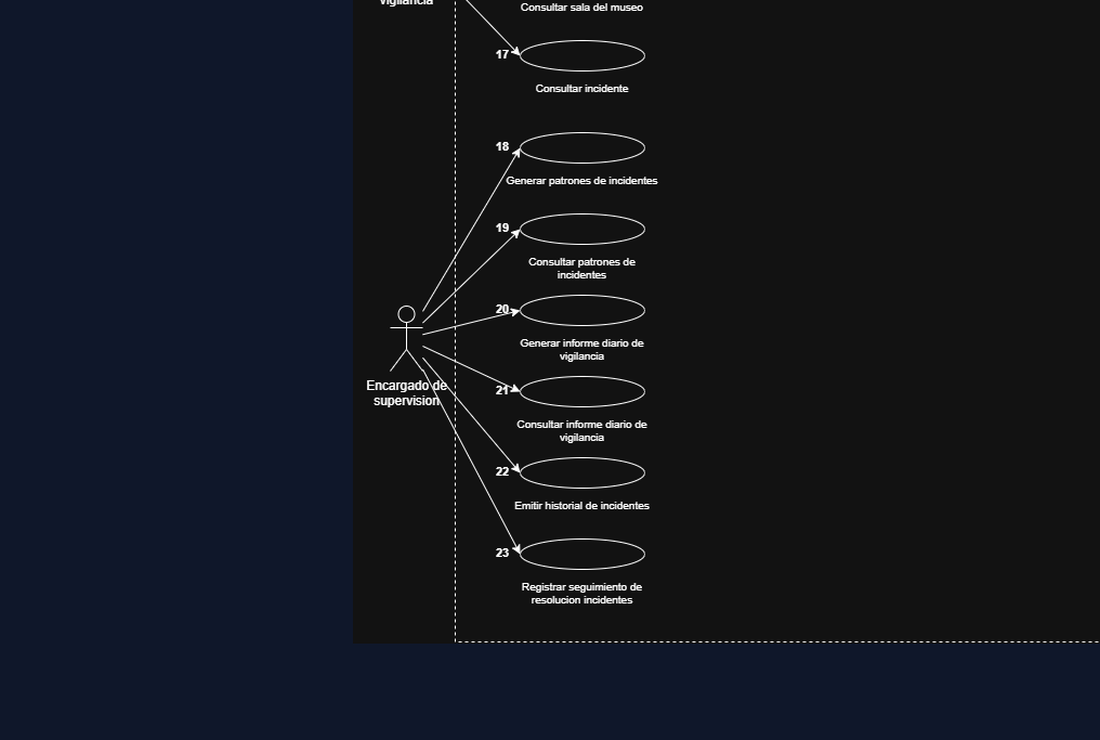 vigilancia
Consultar sala del museo
17
Consultar incidente
18
Generar patrones de incidentes
19
Consultar patrones de
incidentes
20
Generar informe diario de
vigilancia
Encargado de
supervision
21
Consultar informe diario de
vigilancia
22
Emitir historial de incidentes
23
Registrar seguimiento de
resolucion incidentes